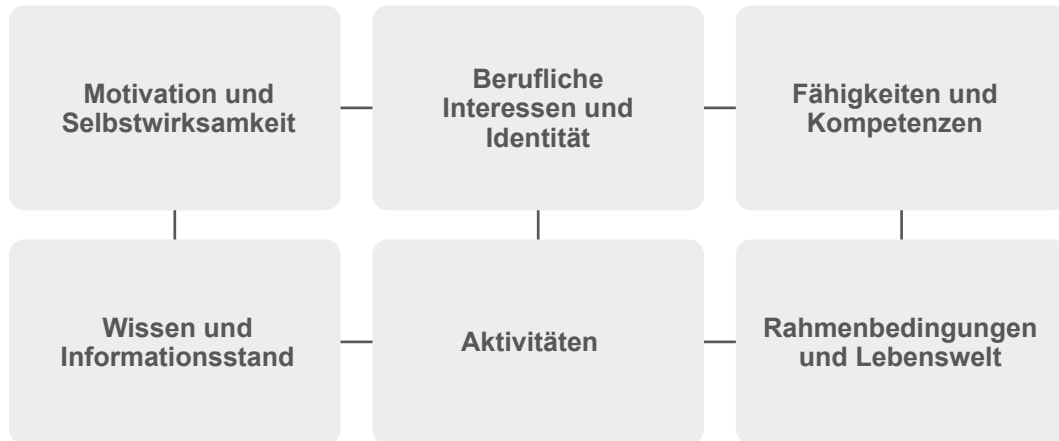 Motivation und
Selbstwirksamkeit
Berufliche
Interessen und
Identität
Fähigkeiten und
Kompetenzen
Wissen und
Informationsstand
Aktivitäten
Rahmenbedingungen
und Lebenswelt